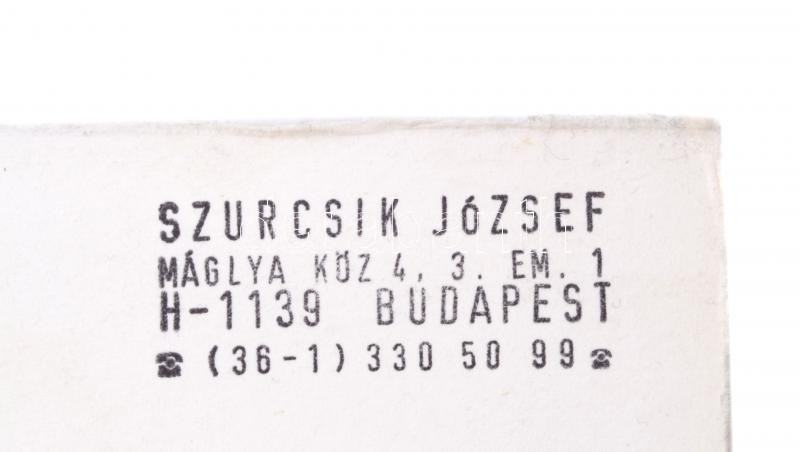 SZURCSIK JÓZSEF
MÁGLYA KÖZ 4, 3. EM. 1
H-1139 BUDAPEST
☎ (36-1) 330 50 99 ☎